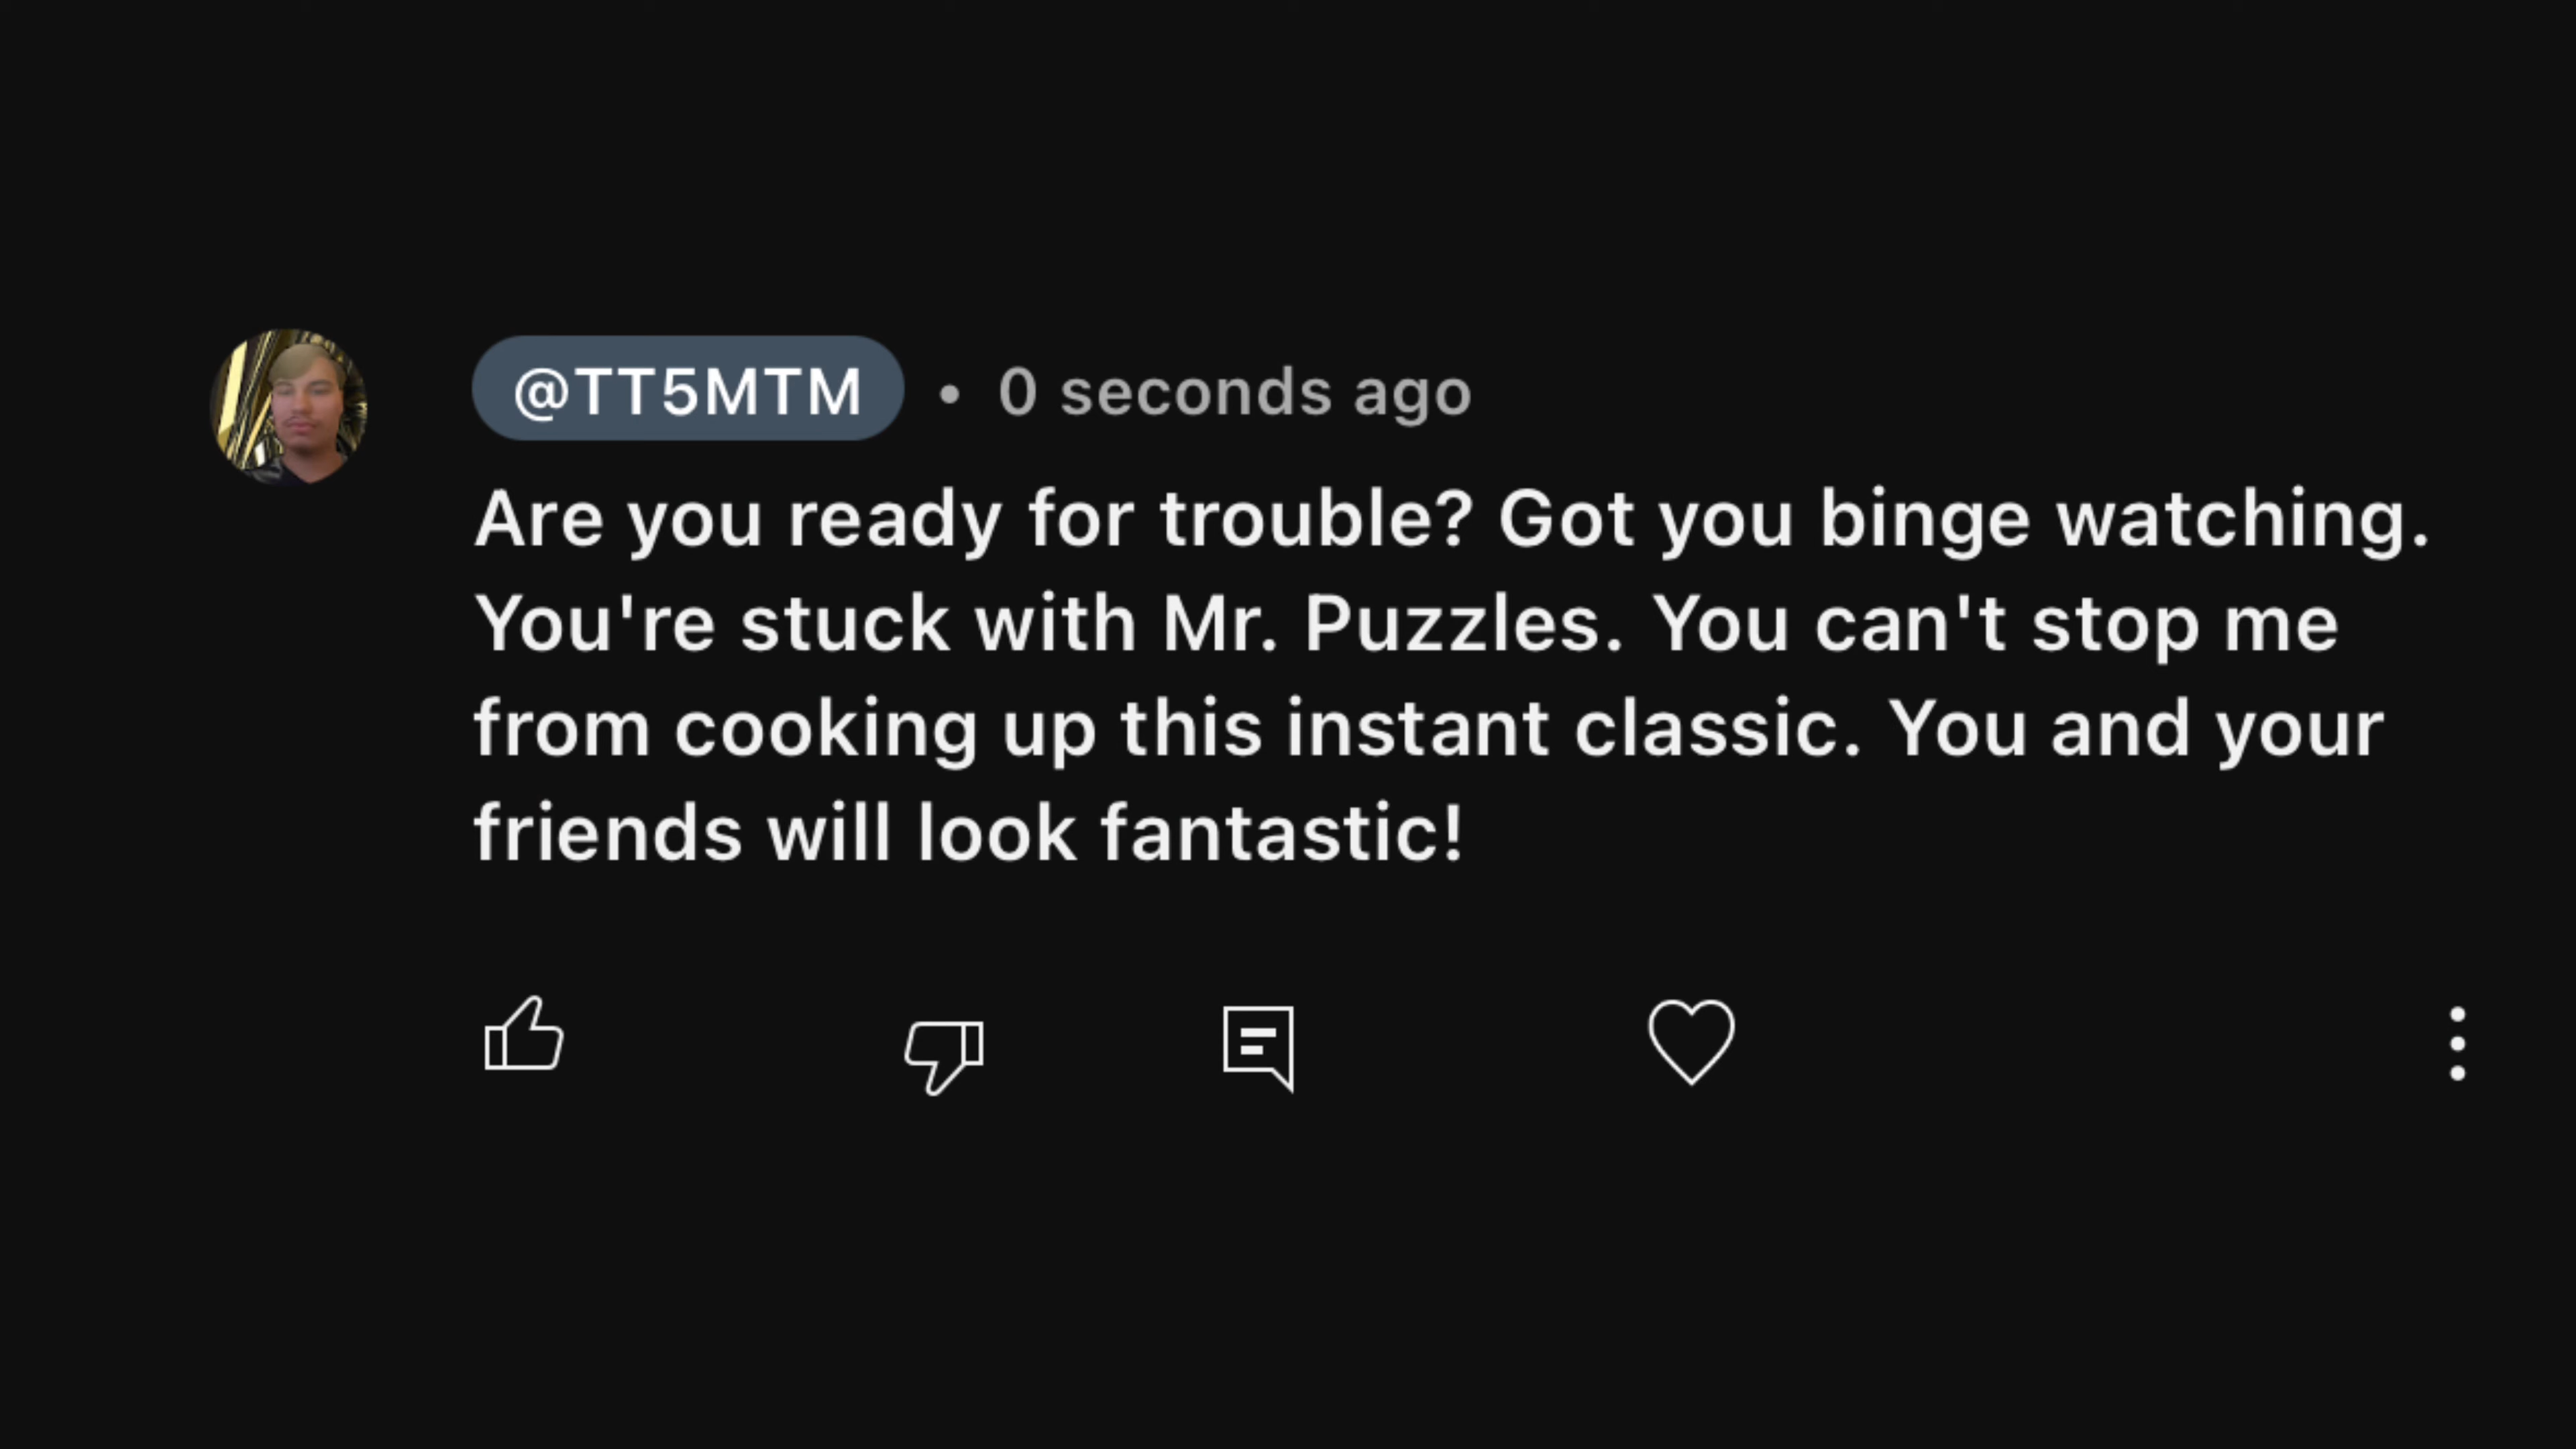 @TT5MTM • 0 seconds ago
Are you ready for trouble? Got you binge watching.
You're stuck with Mr. Puzzles. You can't stop me
from cooking up this instant classic. You and your
friends will look fantastic!